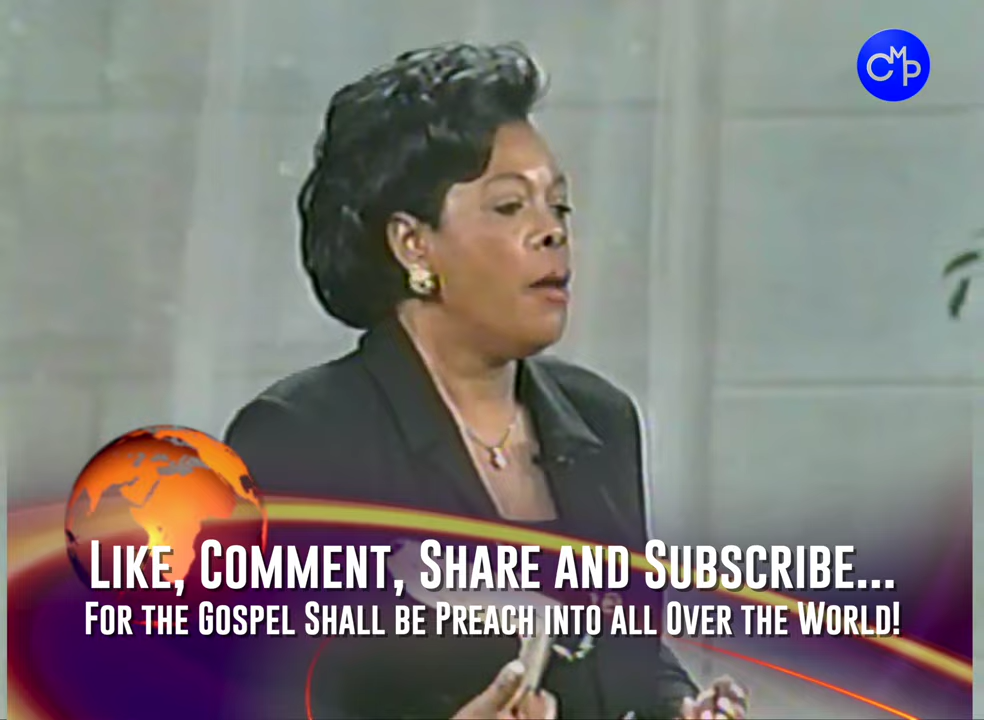 CMP
LIKE, COMMENT, SHARE AND SUBSCRIBE...
FOR THE GOSPEL SHALL BE PREACH INTO ALL OVER THE WORLD!